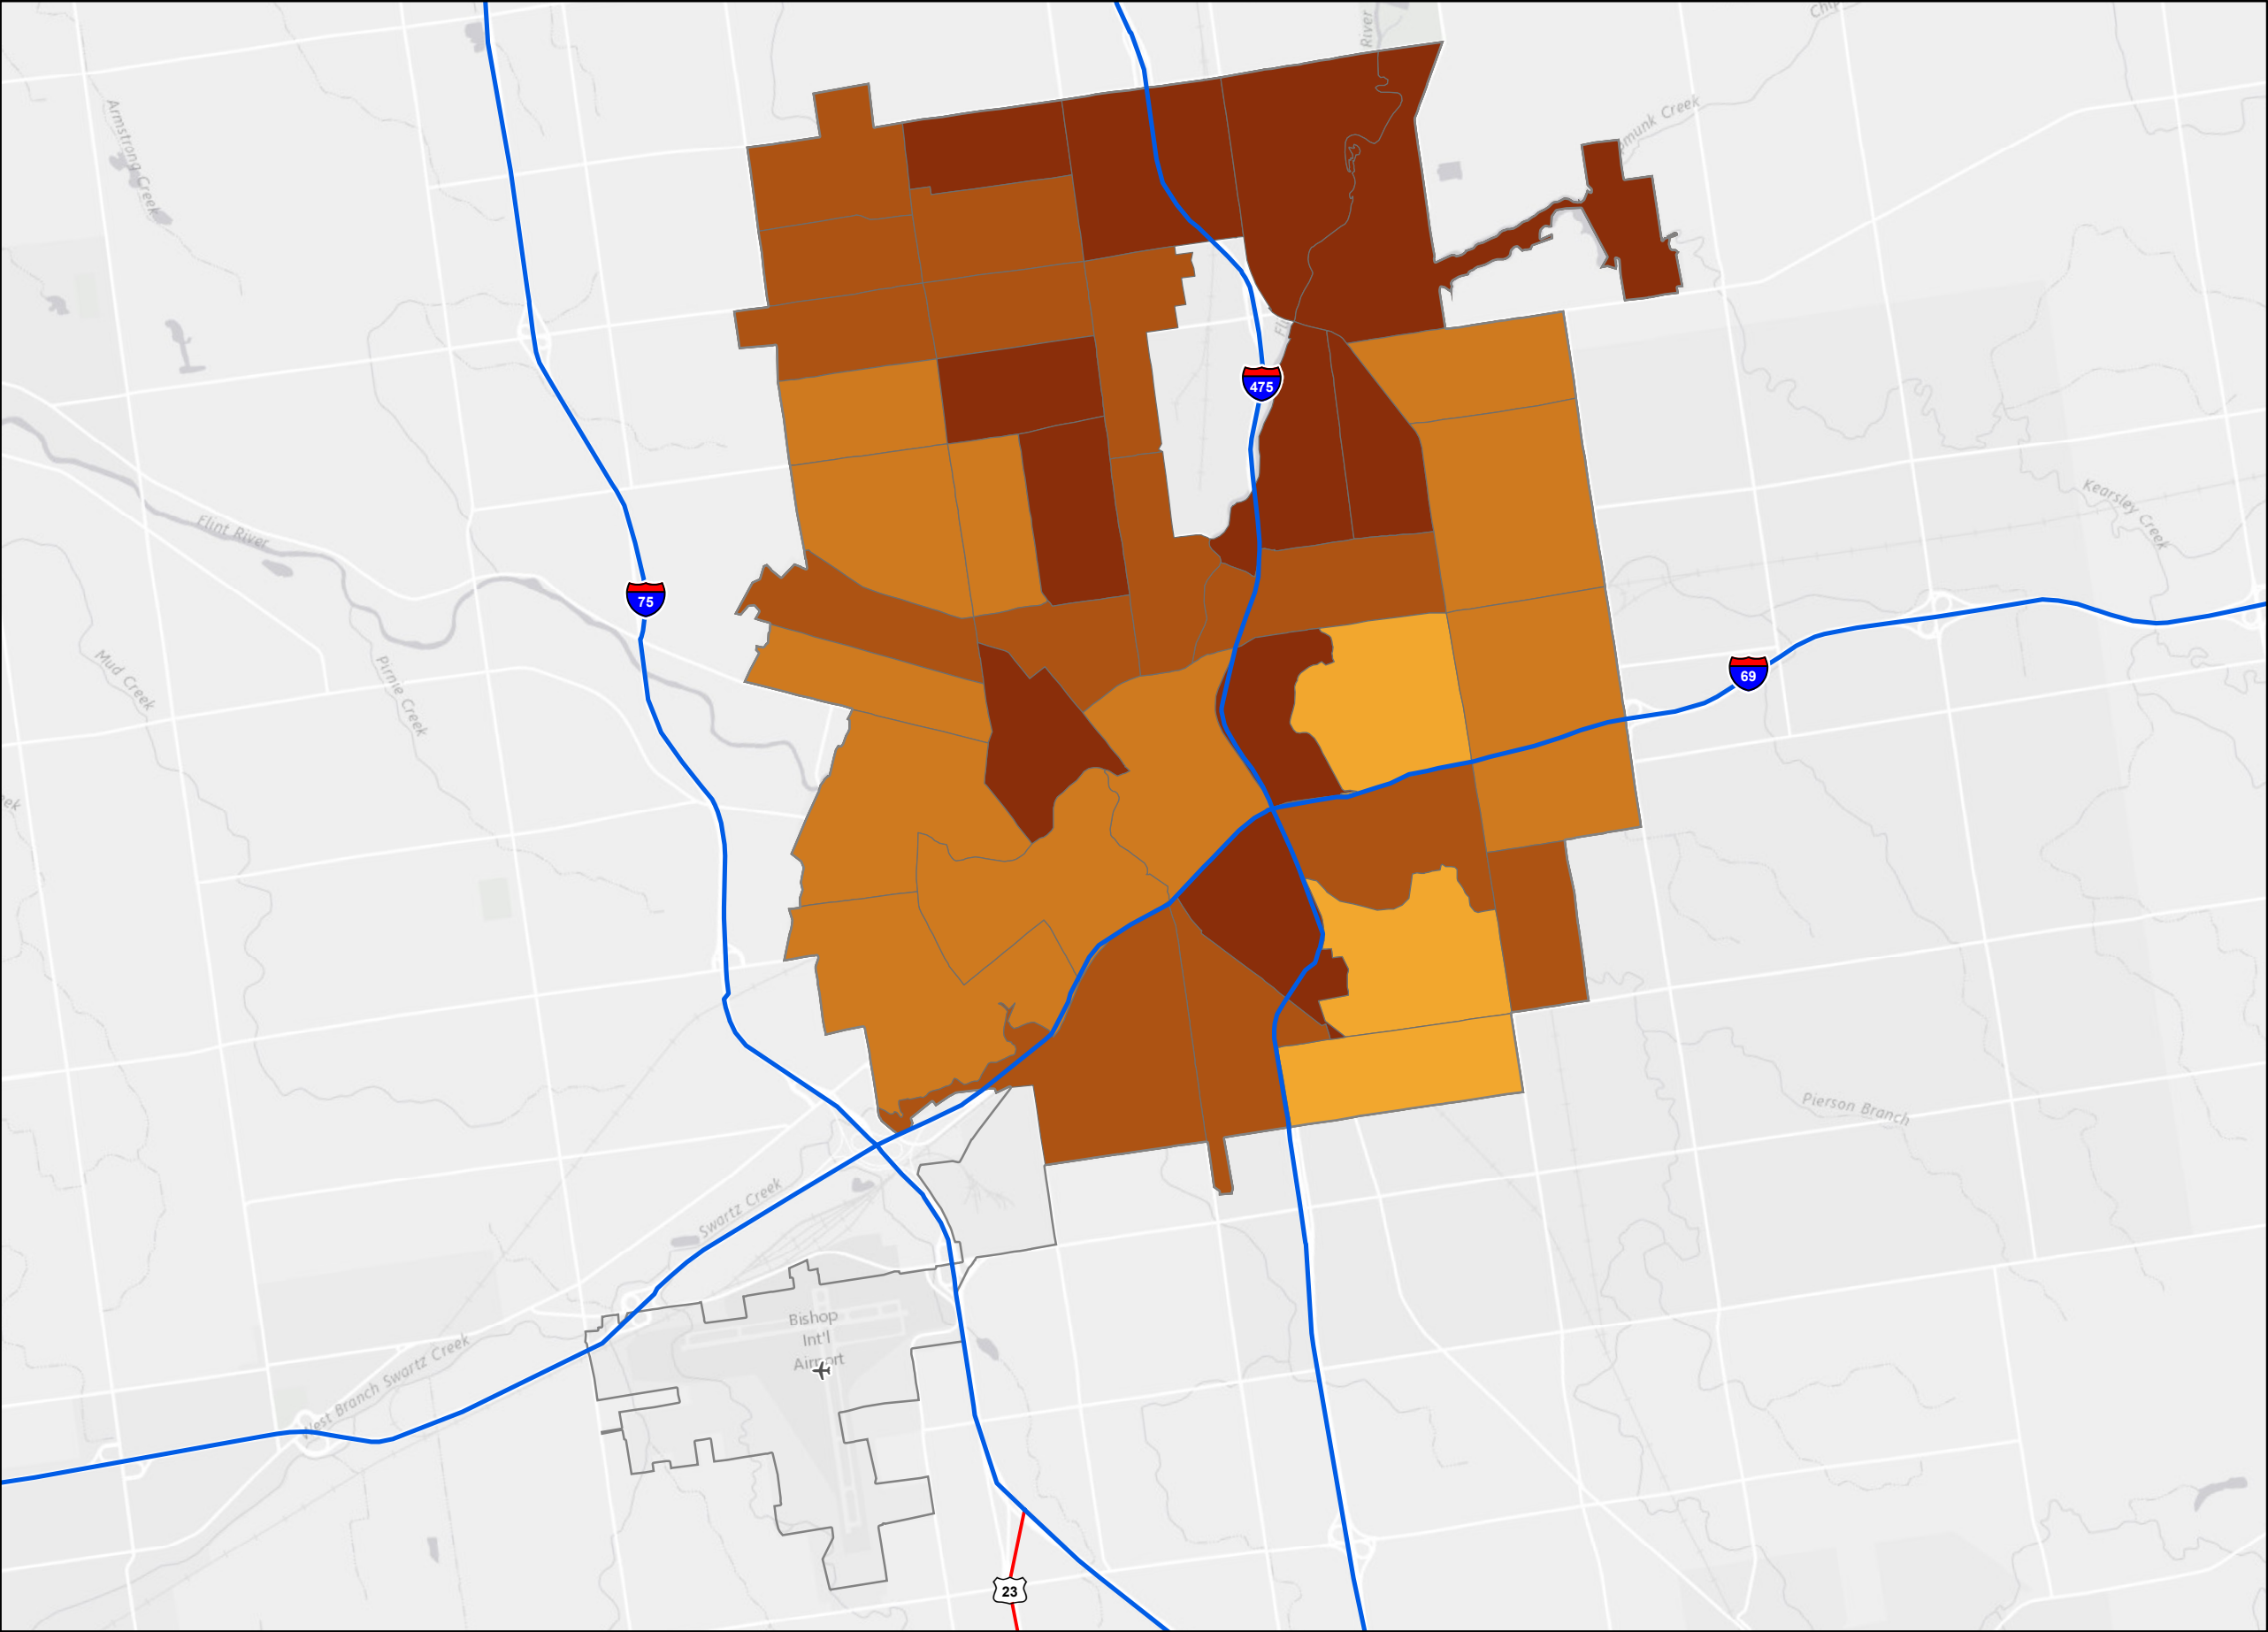 River
Armstrong Creek
475
Kearsley Creek
Flint River
75
Mud Creek
Pirnie Creek
69
Pierson Branch
Swartz Creek
Bishop
Int'l
Airport
West Branch Swartz Creek
23